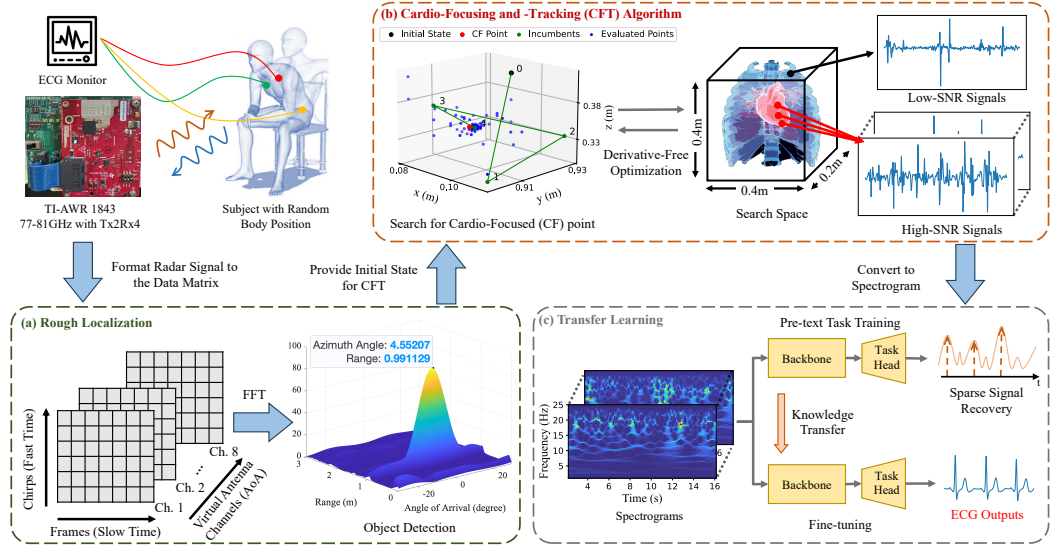 ECG Monitor
TI-AWR 1843
77-81GHz with Tx2Rx4
Subject with Random
Body Position
Format Radar Signal to
the Data Matrix
Provide Initial State
for CFT
(b) Cardio-Focusing and -Tracking (CFT) Algorithm
Initial State
CF Point
Incumbents
Evaluated Points
0
1
2
3
4
0.08
0.10
x (m)
0.91
0.93
y (m)
0.33
0.38
z (m)
Search for Cardio-Focused (CF) point
Derivative-Free
Optimization
0.4m
0.4m
0.2m
Search Space
Low-SNR Signals
High-SNR Signals
Convert to
Spectrogram
(a) Rough Localization
Chirps (Fast Time)
Frames (Slow Time)
Ch. 1
Ch. 2
...
Ch. 8
Virtual Antenna
Channels (AoA)
FFT
Azimuth Angle: 4.55207
Range: 0.991129
100
80
60
40
20
0
3
2
1
0
Range (m)
-20
0
20
Angle of Arrival (degree)
Object Detection
(c) Transfer Learning
Frequency (Hz)
25
20
15
10
5
4
6
8
10
12
14
16
6
Time (s)
Spectrograms
Pre-text Task Training
Backbone
Task
Head
t
Sparse Signal
Recovery
Knowledge
Transfer
Backbone
Task
Head
Fine-tuning
ECG Outputs